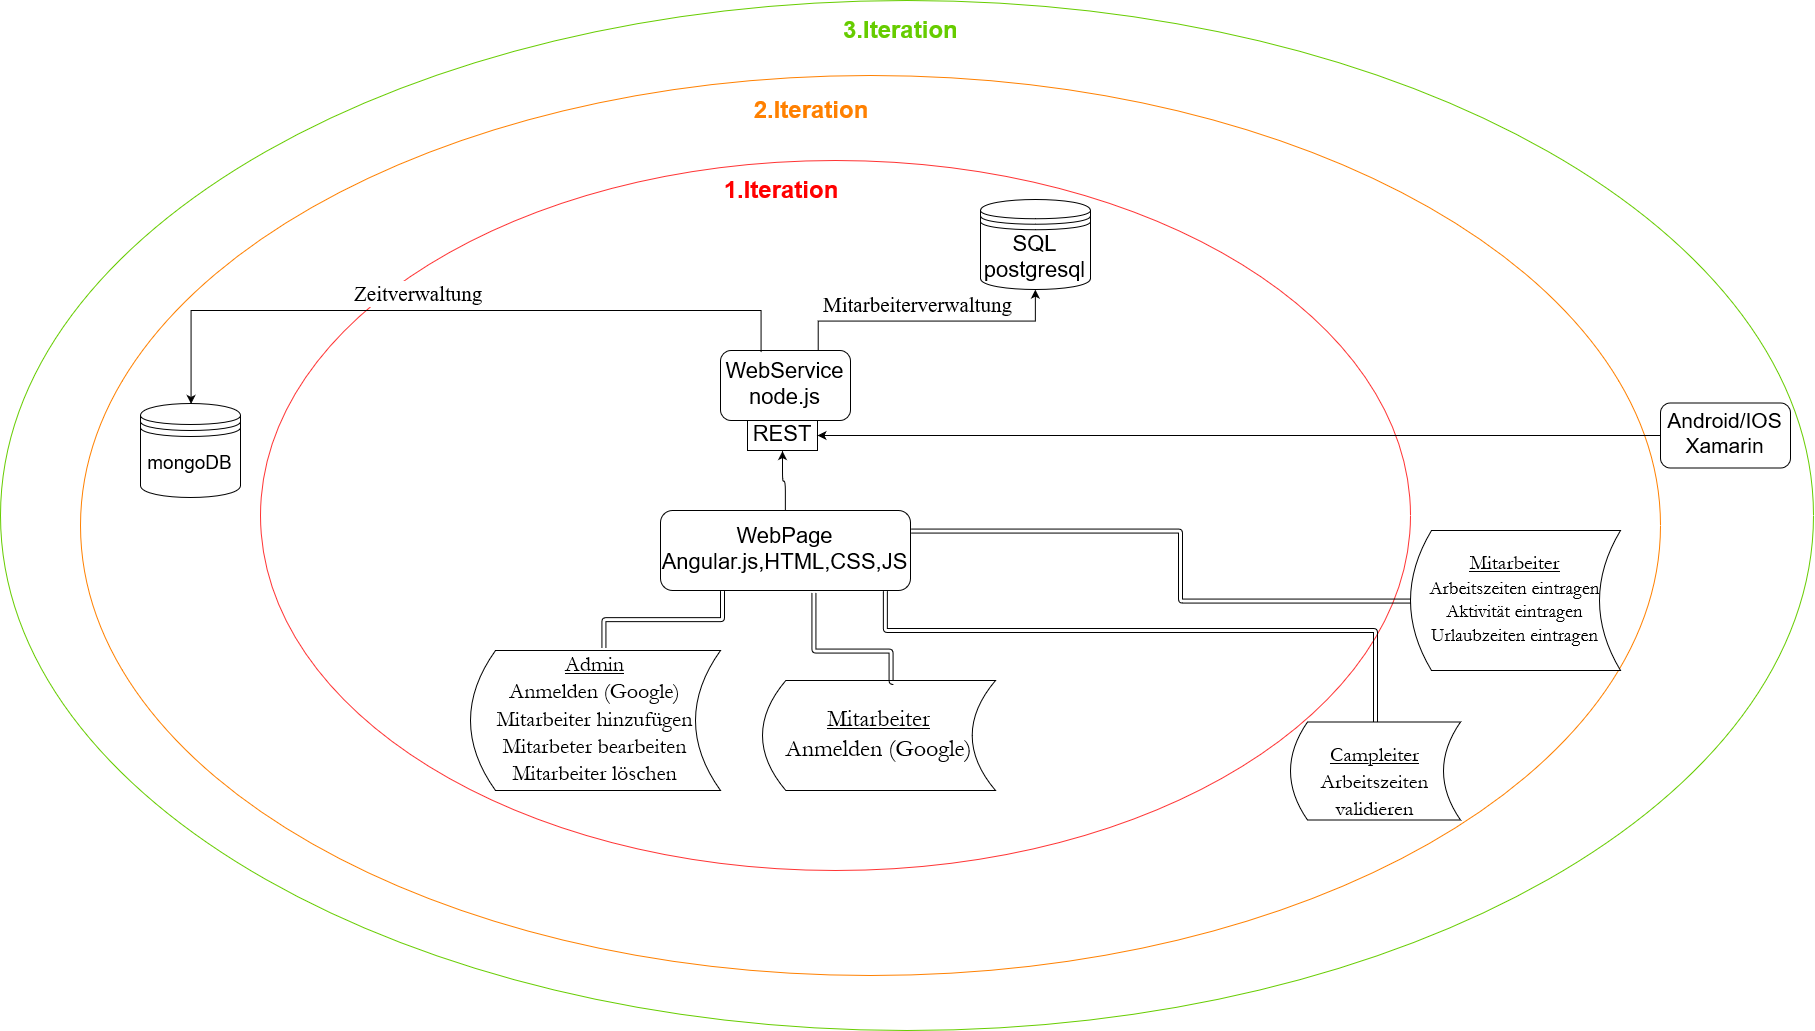 3.Iteration
2.Iteration
1.Iteration
SQL
postgresql
Zeitverwaltung
Mitarbeiterverwaltung
WebService
node.js
REST
mongoDB
Android/IOS
Xamarin
WebPage
Angular.js,HTML,CSS,JS
Mitarbeiter
Arbeitszeiten eintragen
Aktivität eintragen
Urlaubzeiten eintragen
Admin
Anmelden (Google)
Mitarbeiter hinzufügen
Mitarbeter bearbeiten
Mitarbeiter löschen
Mitarbeiter
Anmelden (Google)
Campleiter
Arbeitszeiten
validieren